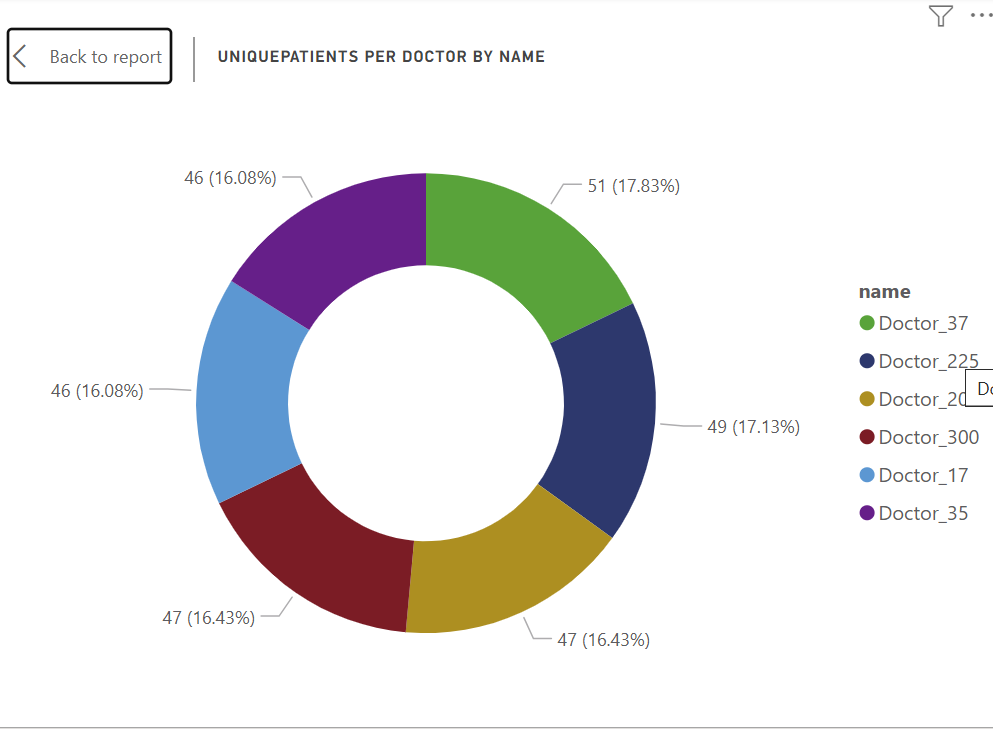 Back to report
UNIQUEPATIENTS PER DOCTOR BY NAME
46 (16.08%)
51 (17.83%)
name
Doctor_37
Doctor_225
Doctor_300
Doctor_17
Doctor_35
46 (16.08%)
49 (17.13%)
47 (16.43%)
47 (16.43%)